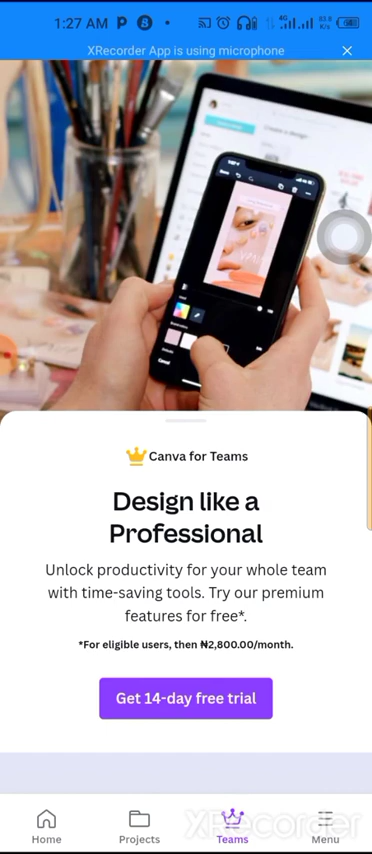 1:27 AM
4G
XRecorder App is using microphone
Canva for Teams
Design like a
Professional
Unlock productivity for your whole team
with time-saving tools. Try our premium
features for free*.
*For eligible users, then ₦2,800.00/month.
Get 14-day free trial
XRecorder
Home
Projects
Teams
Menu